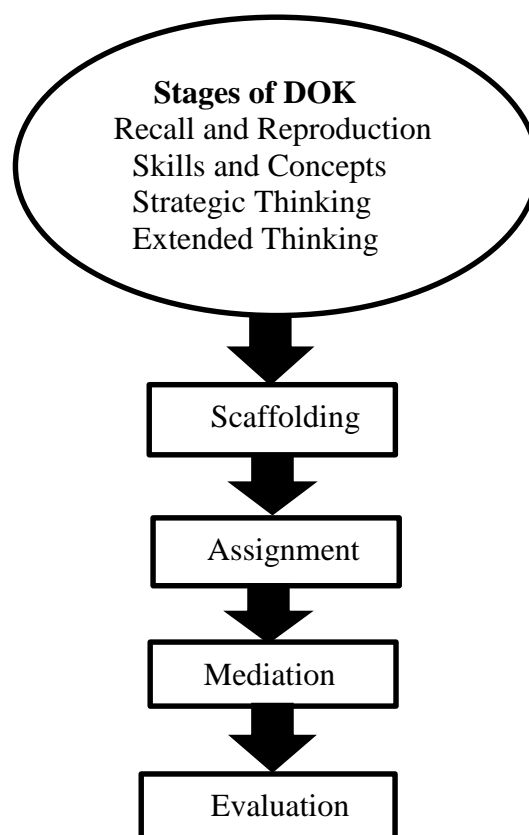 Stages of DOK
Recall and Reproduction
Skills and Concepts
Strategic Thinking
Extended Thinking
Scaffolding
Assignment
Mediation
Evaluation